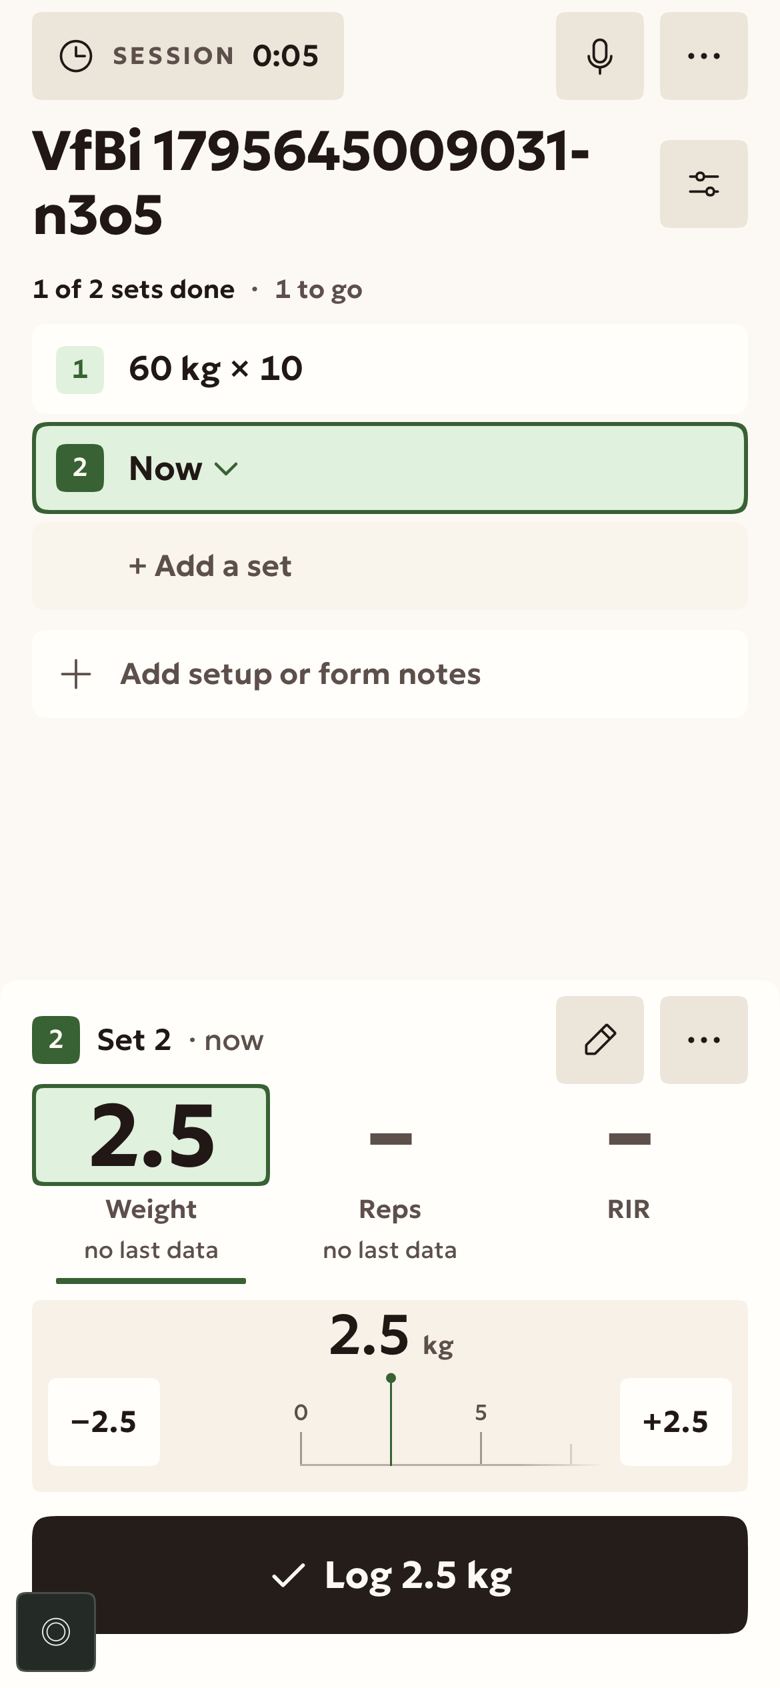 SESSION 0:05
VfBi 1795645009031-
n3o5
1 of 2 sets done · 1 to go
1 60 kg × 10
2 Now
+ Add a set
Add setup or form notes
2 Set 2 · now
2.5 – –
Weight Reps RIR
no last data no last data
2.5 kg
−2.5 0 5 +2.5
Log 2.5 kg